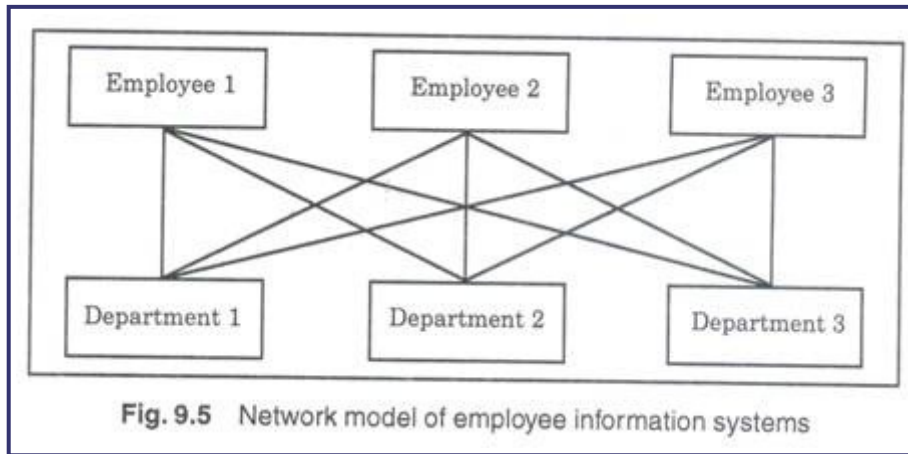 Employee 1
Employee 2
Employee 3
Department 1
Department 2
Department 3
Fig. 9.5 Network model of employee information systems